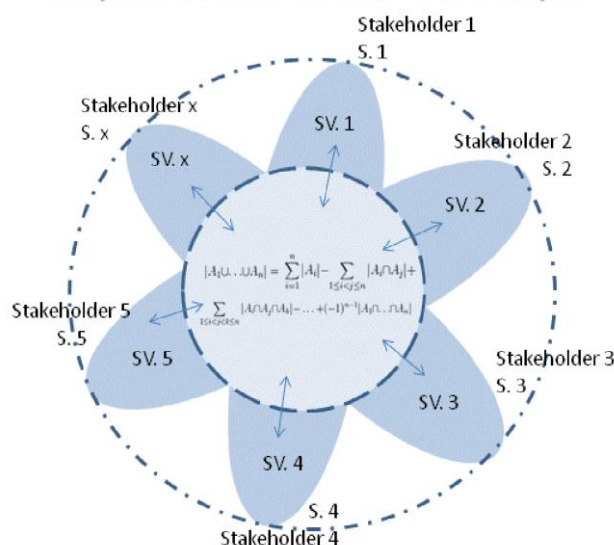 Stakeholder 1
S. 1
Stakeholder x
S. x
SV. 1
Stakeholder 2
S. 2
SV. x
SV. 2
|A₁∪...∪Aₙ| = ∑ⁿᵢ₌₁|Aᵢ|− ∑1≤i<j≤n |Aᵢ∩Aⱼ|+
∑1≤i<j<k≤n |Aᵢ∩Aⱼ∩Aₖ|−...+(−1)ⁿ⁻¹|A₁∩...∩Aₙ|
Stakeholder 5
S. 5
SV. 5
Stakeholder 3
S. 3
SV. 3
SV. 4
S. 4
Stakeholder 4